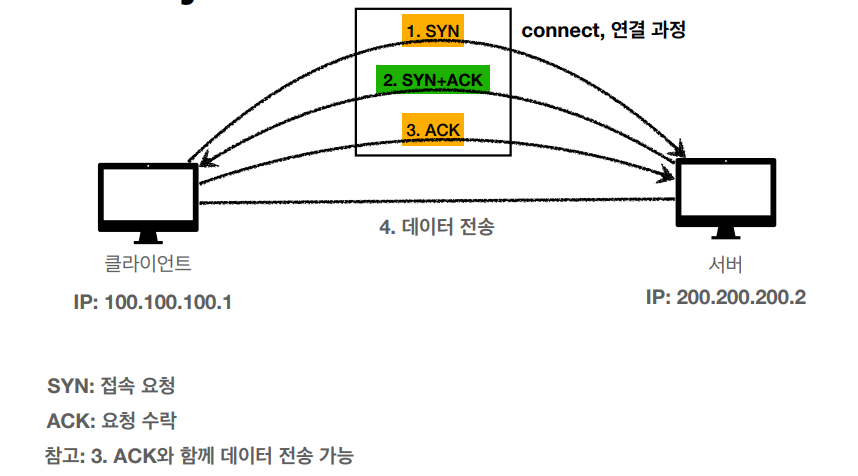 1. SYN
connect, 연결 과정
2. SYN+ACK
3. ACK
4. 데이터 전송
클라이언트
서버
IP: 100.100.100.1
IP: 200.200.200.2
SYN: 접속 요청
ACK: 요청 수락
참고: 3. ACK와 함께 데이터 전송 가능